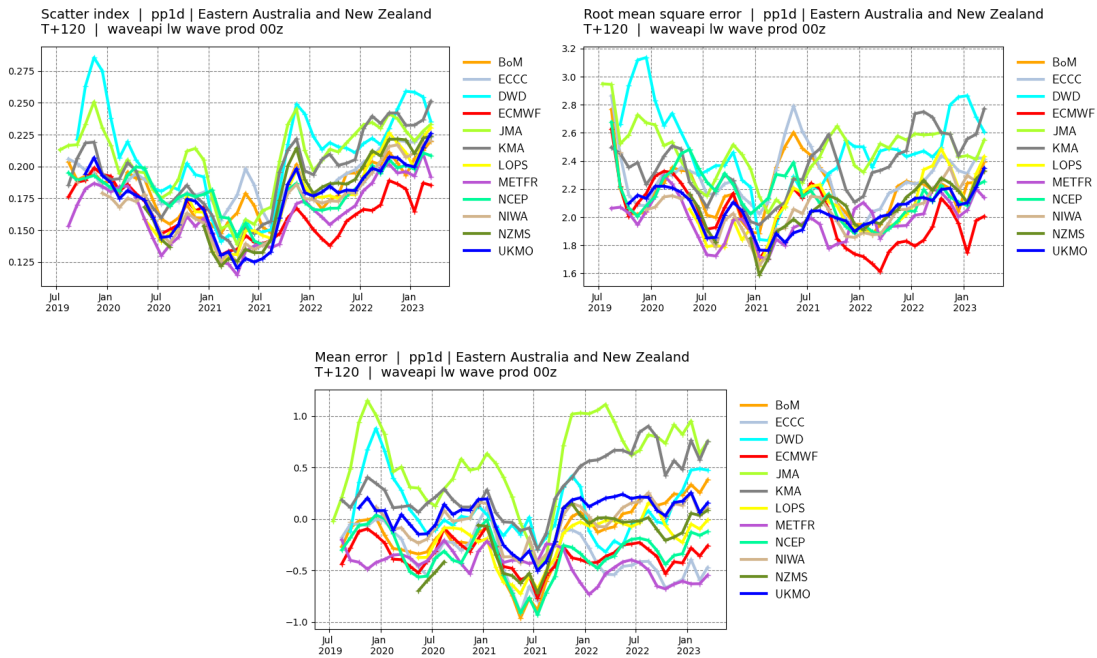 Scatter index | pp1d | Eastern Australia and New Zealand
T+120 | waveapi lw wave prod 00z
0.275
0.250
0.225
0.200
0.175
0.150
0.125
Jul
2019
Jan
2020
Jul
2020
Jan
2021
Jul
2021
Jan
2022
Jul
2022
Jan
2023
BoM
ECCC
DWD
ECMWF
JMA
KMA
LOPS
METFR
NCEP
NIWA
NZMS
UKMO
Root mean square error | pp1d | Eastern Australia and New Zealand
T+120 | waveapi lw wave prod 00z
3.2
3.0
2.8
2.6
2.4
2.2
2.0
1.8
1.6
Jul
2019
Jan
2020
Jul
2020
Jan
2021
Jul
2021
Jan
2022
Jul
2022
Jan
2023
BoM
ECCC
DWD
ECMWF
JMA
KMA
LOPS
METFR
NCEP
NIWA
NZMS
UKMO
Mean error | pp1d | Eastern Australia and New Zealand
T+120 | waveapi lw wave prod 00z
1.0
0.5
0.0
−0.5
−1.0
Jul
2019
Jan
2020
Jul
2020
Jan
2021
Jul
2021
Jan
2022
Jul
2022
Jan
2023
BoM
ECCC
DWD
ECMWF
JMA
KMA
LOPS
METFR
NCEP
NIWA
NZMS
UKMO